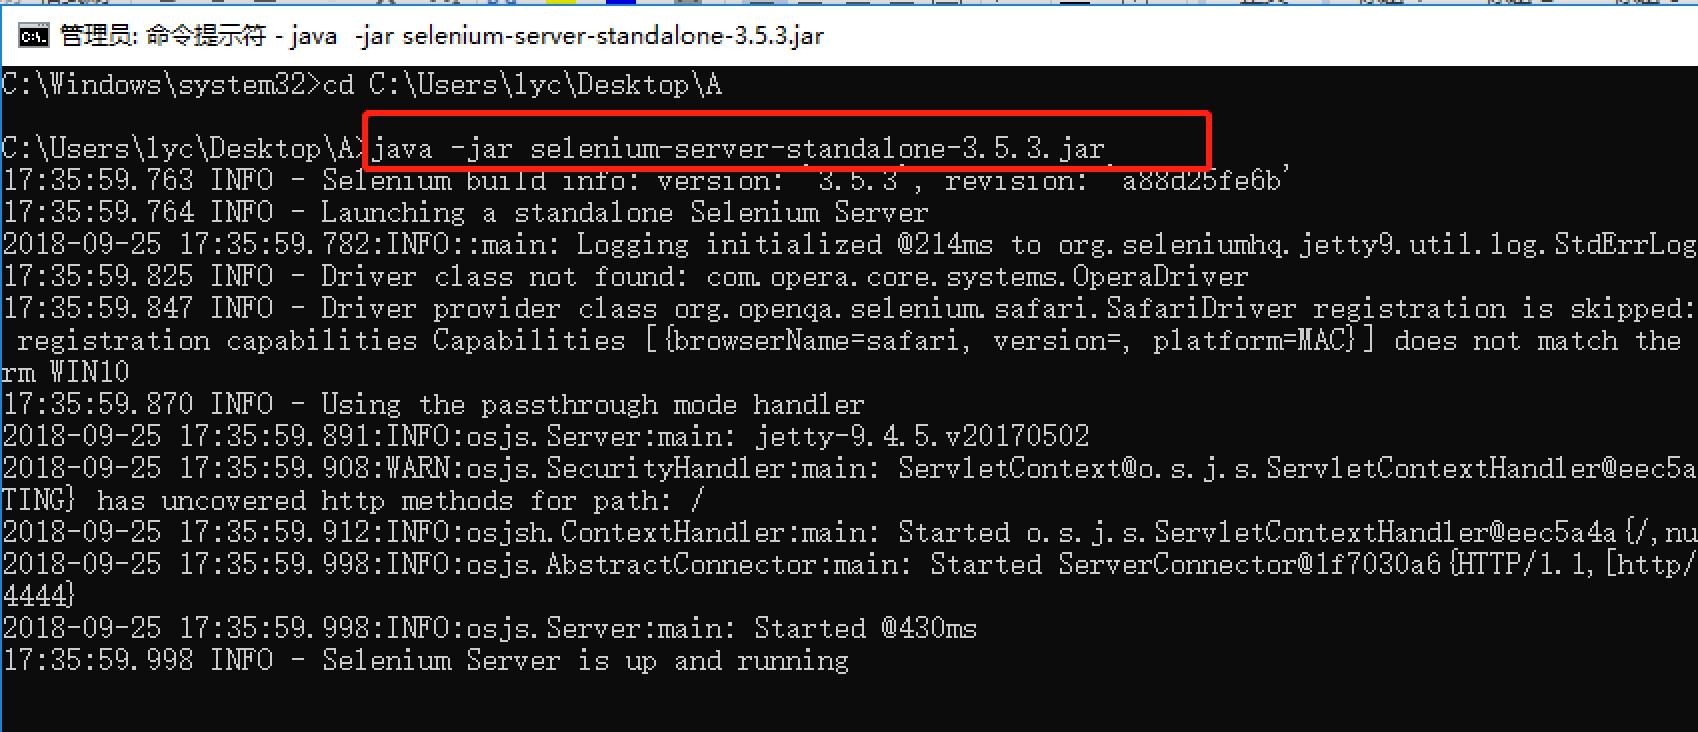 管理员: 命令提示符 - java -jar selenium-server-standalone-3.5.3.jar
C:\Windows\system32>cd C:\Users\lyc\Desktop\A
C:\Users\lyc\Desktop\A>java -jar selenium-server-standalone-3.5.3.jar
17:35:59.763 INFO - Selenium build info: version: '3.5.3', revision: 'a88d25fe6b'
17:35:59.764 INFO - Launching a standalone Selenium Server
2018-09-25 17:35:59.782:INFO::main: Logging initialized @214ms to org.seleniumhq.jetty9.util.log.StdErrLog
17:35:59.825 INFO - Driver class not found: com.opera.core.systems.OperaDriver
17:35:59.847 INFO - Driver provider class org.openqa.selenium.safari.SafariDriver registration is skipped:
registration capabilities Capabilities [{browserName=safari, version=, platform=MAC}] does not match the
rm WIN10
17:35:59.870 INFO - Using the passthrough mode handler
2018-09-25 17:35:59.891:INFO:osjs.Server:main: jetty-9.4.5.v20170502
2018-09-25 17:35:59.908:WARN:osjs.SecurityHandler:main: ServletContext@o.s.j.s.ServletContextHandler@eec5a
TING} has uncovered http methods for path: /
2018-09-25 17:35:59.912:INFO:osjsh.ContextHandler:main: Started o.s.j.s.ServletContextHandler@eec5a4a{/,nu
2018-09-25 17:35:59.998:INFO:osjs.AbstractConnector:main: Started ServerConnector@1f7030a6{HTTP/1.1,[http/
4444}
2018-09-25 17:35:59.998:INFO:osjs.Server:main: Started @430ms
17:35:59.998 INFO - Selenium Server is up and running